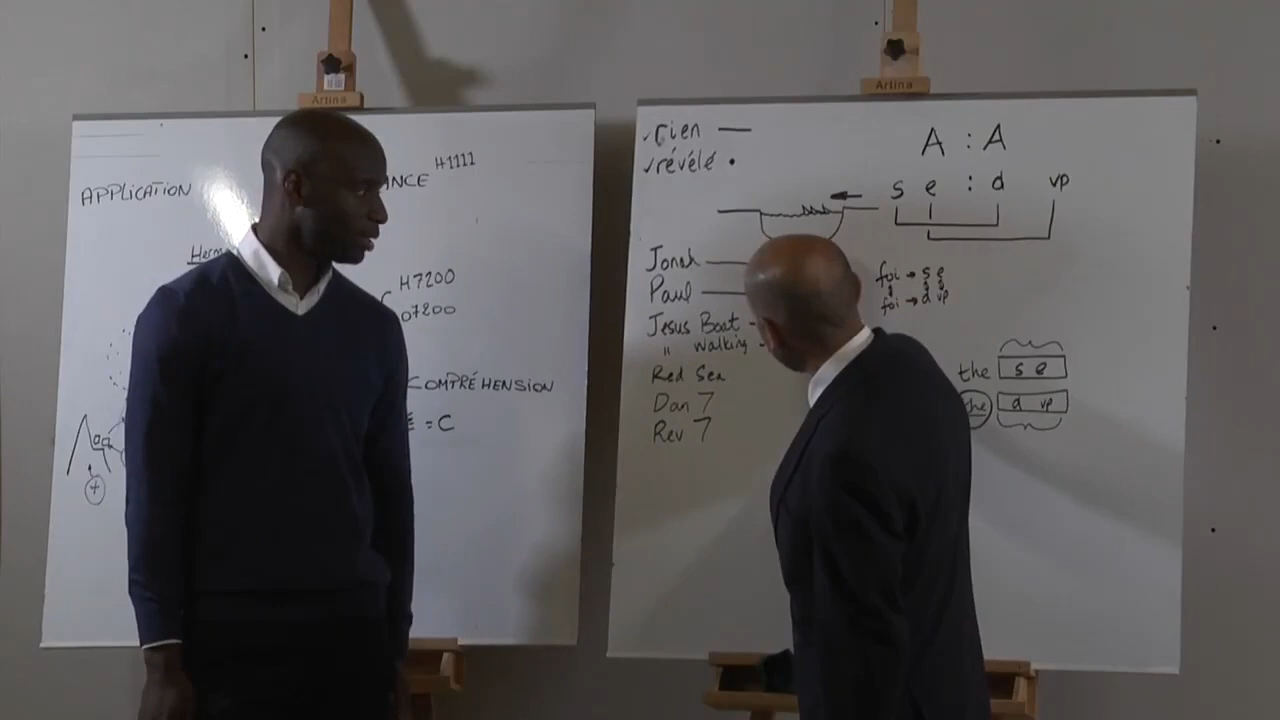 Artina
APPLICATION
ANCE H1111
Herm
H7200
07200
COMPRÉHENSION
E = C
+
Artina
✓rien —
✓révélé •
A : A
s e : d vp
Jonah
Paul
Jesus Boat
" Walking
Red Sea
Dan 7
Rev 7
foi → s e
foi → d vp
the s e
the d vp